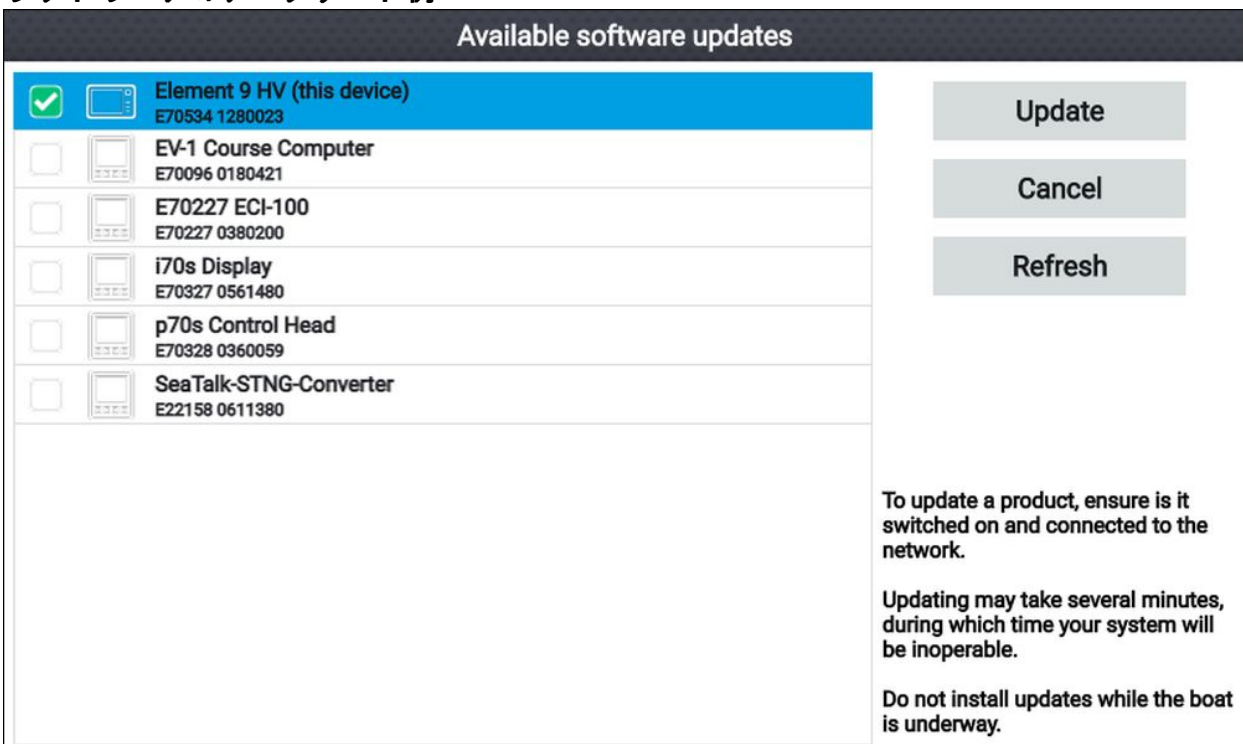 Available software updates
Element 9 HV (this device)
E70534 1280023
EV-1 Course Computer
E70096 0180421
E70227 ECI-100
E70227 0380200
i70s Display
E70327 0561480
p70s Control Head
E70328 0360059
SeaTalk-STNG-Converter
E22158 0611380
Update
Cancel
Refresh
To update a product, ensure is it
switched on and connected to the
network.
Updating may take several minutes,
during which time your system will
be inoperable.
Do not install updates while the boat
is underway.